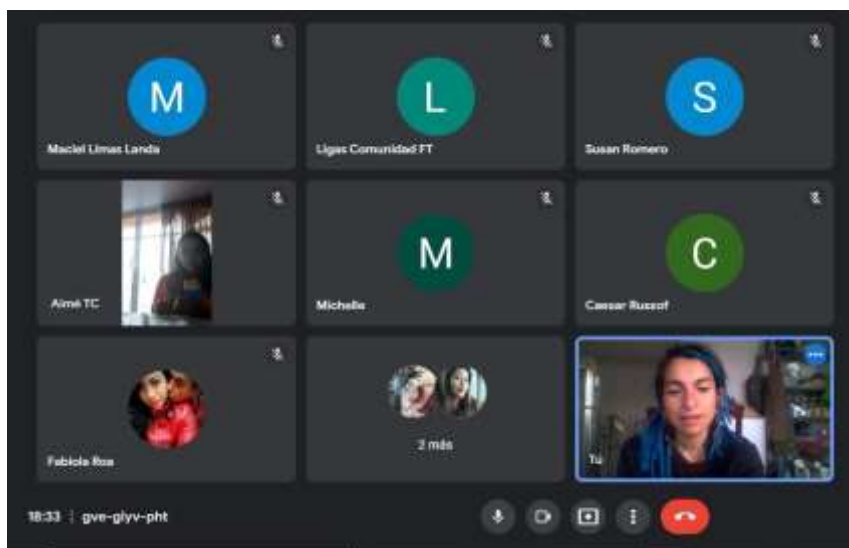 M
Maciel Limas Landa
L
Ligas Comunidad FT
S
Susan Romero
Aimé TC
M
Michelle
C
Caesar Russof
Fabiola Roa
2 más
Tú
18:33 | gve-giyv-pht